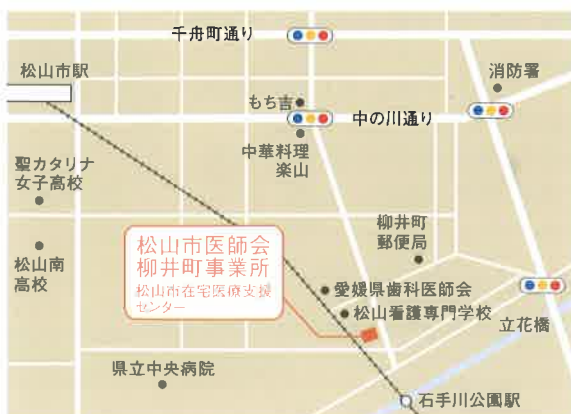 千舟町通り
松山市駅
消防署
もち吉
中の川通り
中華料理
楽山
聖カタリナ
女子高校
柳井町
郵便局
松山市医師会
柳井町事業所
松山市在宅医療支援
センター
松山南
高校
愛媛県歯科医師会
松山看護専門学校
立花橋
県立中央病院
石手川公園駅